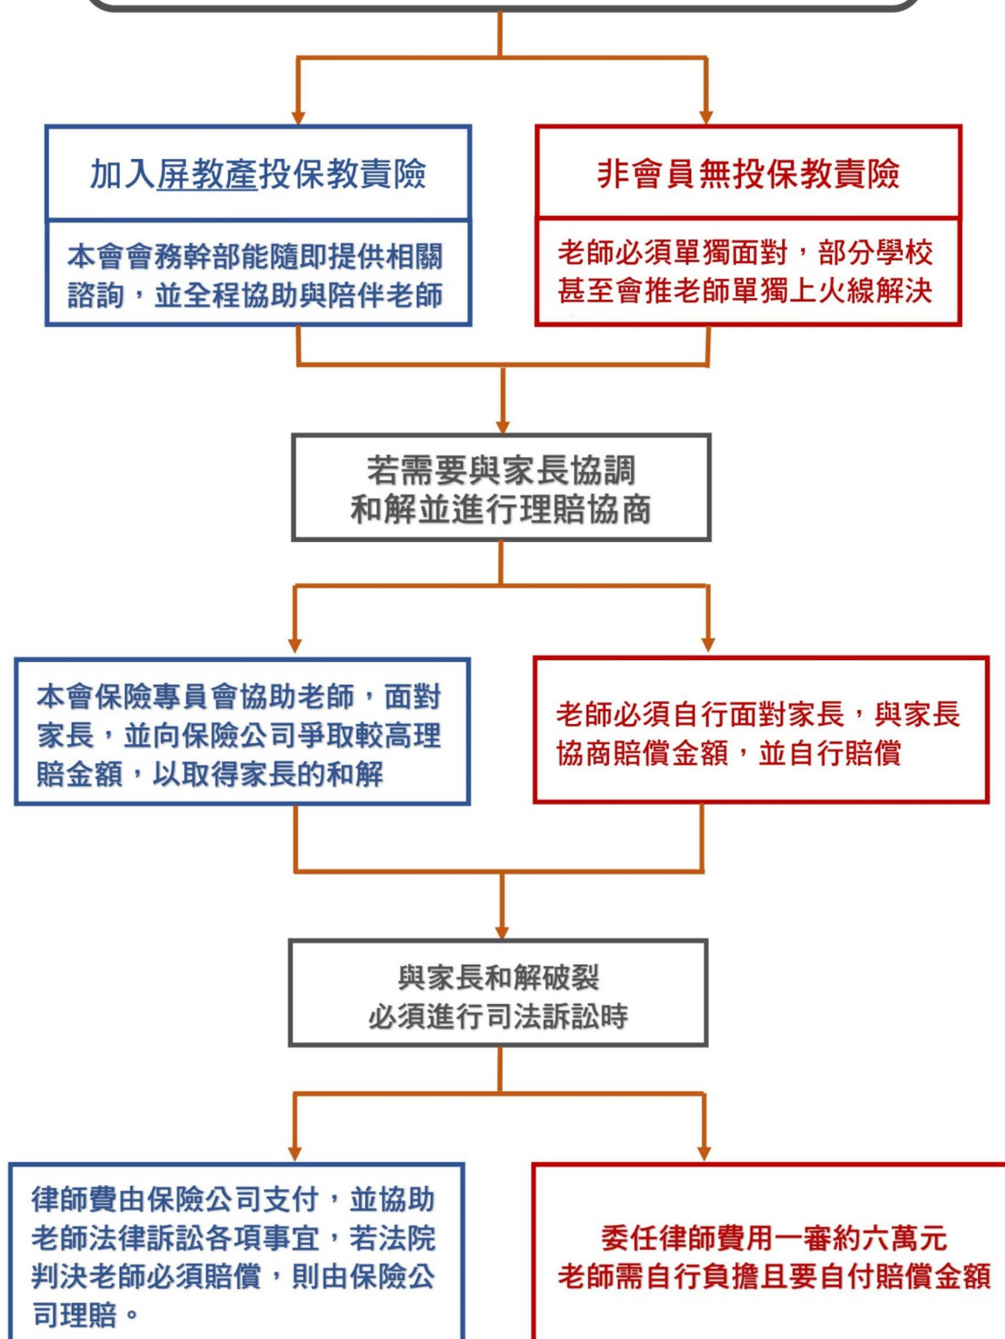 加入屏教產投保教責險
本會會務幹部能隨即提供相關
諮詢，並全程協助與陪伴老師
非會員無投保教責險
老師必須單獨面對，部分學校
甚至會推老師單獨上火線解決
若需要與家長協調
和解並進行理賠協商
本會保險專員會協助老師，面對
家長，並向保險公司爭取較高理
賠金額，以取得家長的和解
老師必須自行面對家長，與家長
協商賠償金額，並自行賠償
與家長和解破裂
必須進行司法訴訟時
律師費由保險公司支付，並協助
老師法律訴訟各項事宜，若法院
判決老師必須賠償，則由保險公
司理賠。
委任律師費用一審約六萬元
老師需自行負擔且要自付賠償金額